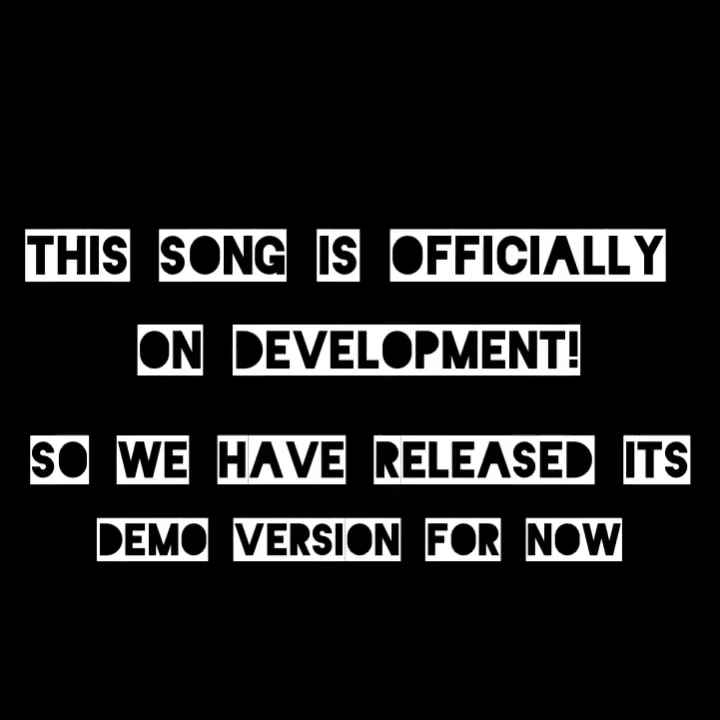 THIS SONG IS OFFICIALLY
ON DEVELOPMENT!
SO WE HAVE RELEASED ITS
DEMO VERSION FOR NOW